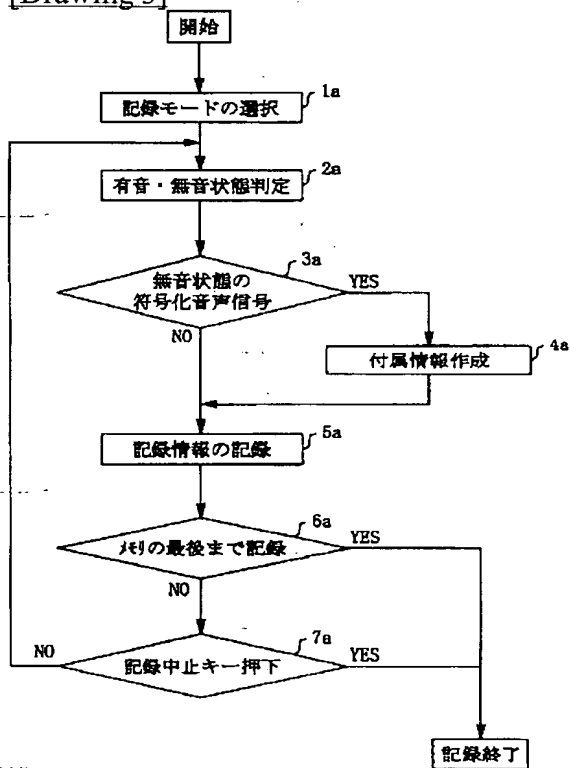 [Drawing 3]
開始
記録モードの選択
1a
有音・無音状態判定
2a
無音状態の
符号化音声信号
3a
YES
NO
付属情報作成
4a
記録情報の記録
5a
ﾒﾓﾘの最後まで記録
6a
YES
NO
記録中止キー押下
7a
NO
YES
記録終了